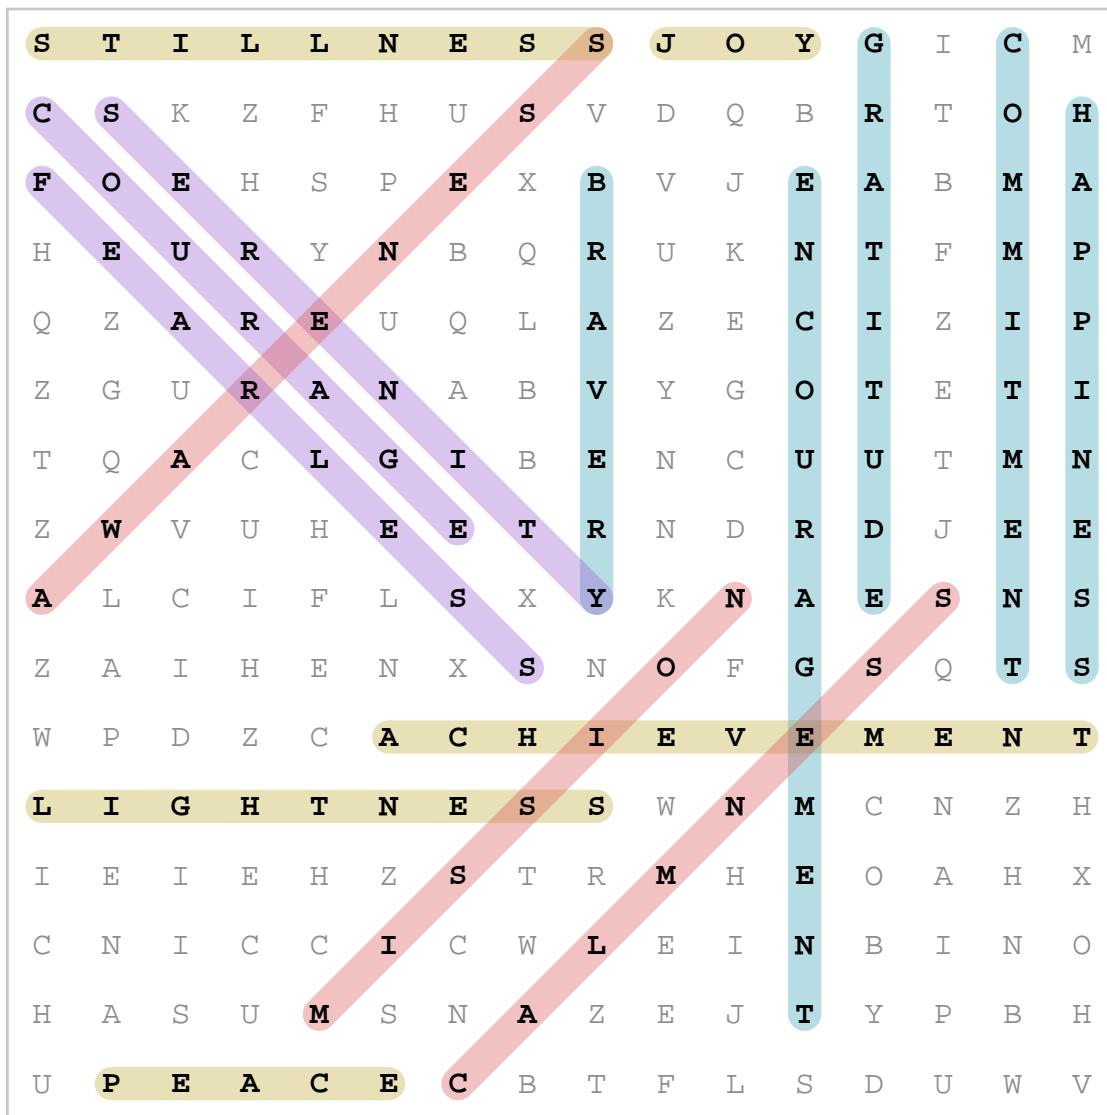 S T I L L N E S S J O Y G I C M
C S K Z F H U S V D Q B R T O H
F O E H S P E X B V J E A B M A
H E U R Y N B Q R U K N T F M P
Q Z A R E U Q L A Z E C I Z I P
Z G U R A N A B V Y G O T E T I
T Q A C L G I B E N C U U T M N
Z W V U H E E T R N D R D J E E
A L C I F L S X Y K N A E S N S
Z A I H E N X S N O F G S Q T S
W P D Z C A C H I E V E M E N T
L I G H T N E S S W N M C N Z H
I E I E H Z S T R M H E O A H X
C N I C C I C W L E I N B I N O
H A S U M S N A Z E J T Y P B H
U P E A C E C B T F L S D U W V